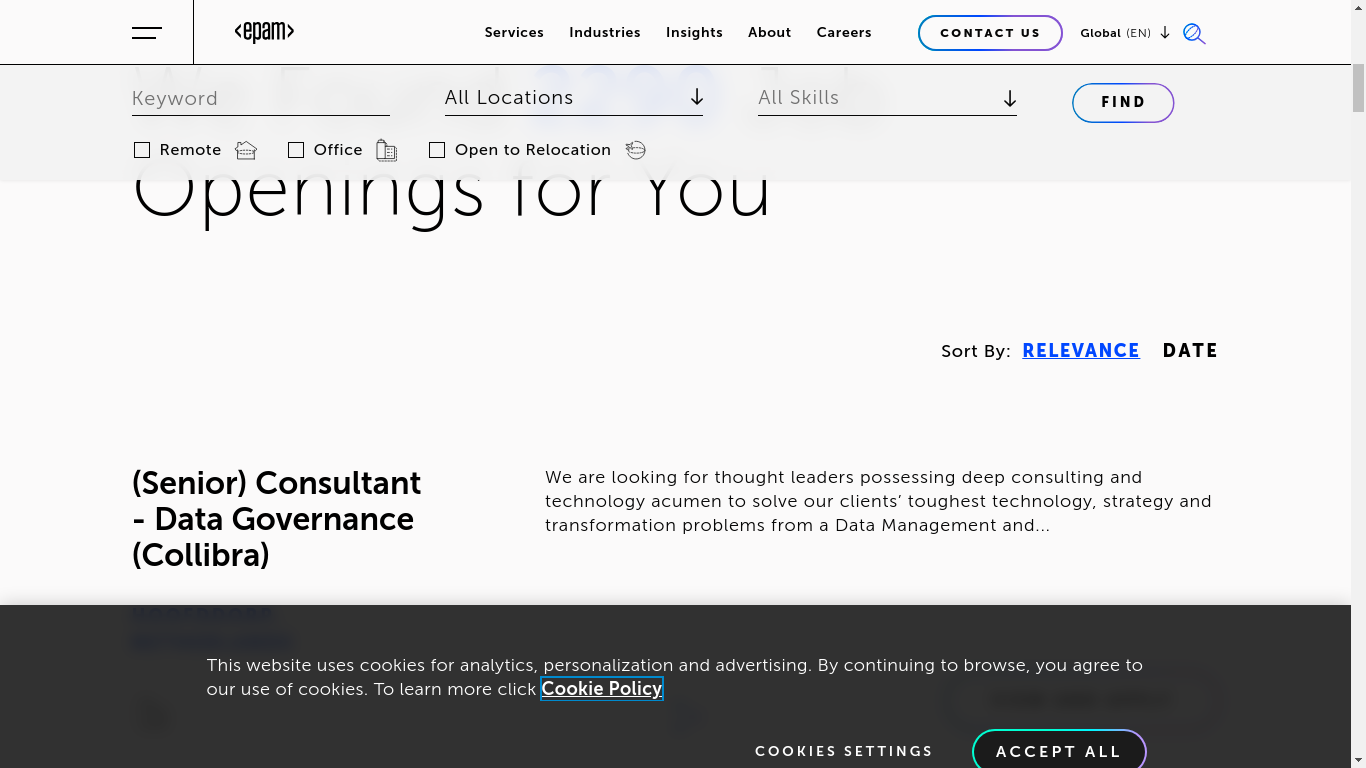 <epam>
Services
Industries
Insights
About
Careers
CONTACT US
Global (EN)
Keyword
All Locations
All Skills
FIND
Remote
Office
Open to Relocation
Openings for You
Sort By: RELEVANCE DATE
(Senior) Consultant
- Data Governance
(Collibra)
We are looking for thought leaders possessing deep consulting and
technology acumen to solve our clients’ toughest technology, strategy and
transformation problems from a Data Management and...
This website uses cookies for analytics, personalization and advertising. By continuing to browse, you agree to
our use of cookies. To learn more click Cookie Policy
COOKIES SETTINGS
ACCEPT ALL